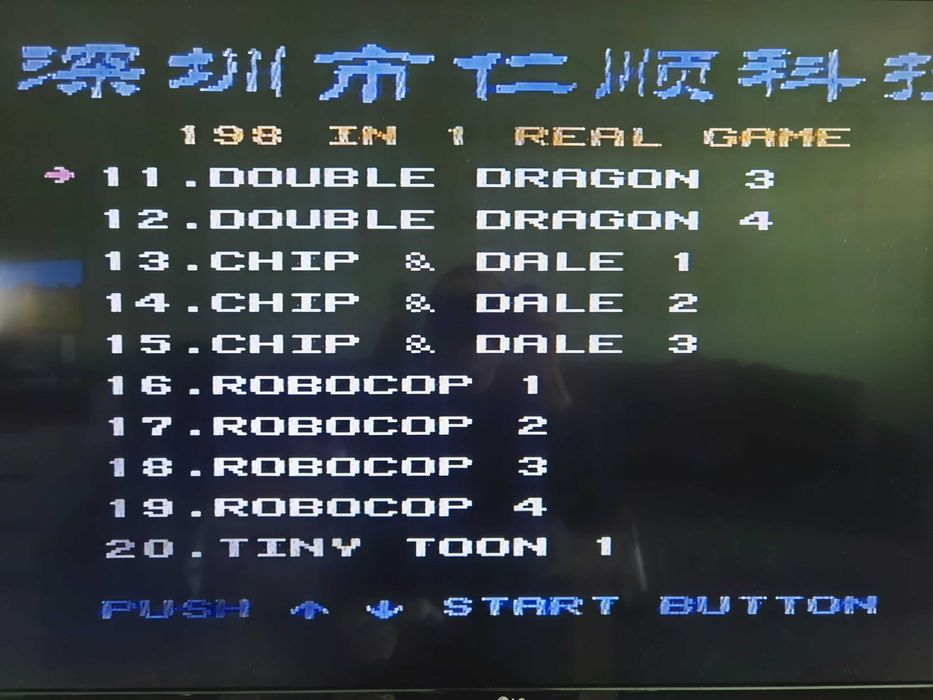 深圳市仁顺科技
198 IN 1 REAL GAME
11.DOUBLE DRAGON 3
12.DOUBLE DRAGON 4
13.CHIP & DALE 1
14.CHIP & DALE 2
15.CHIP & DALE 3
16.ROBOCOP 1
17.ROBOCOP 2
18.ROBOCOP 3
19.ROBOCOP 4
20.TINY TOON 1
PUSH ↑ ↓ START BUTTON